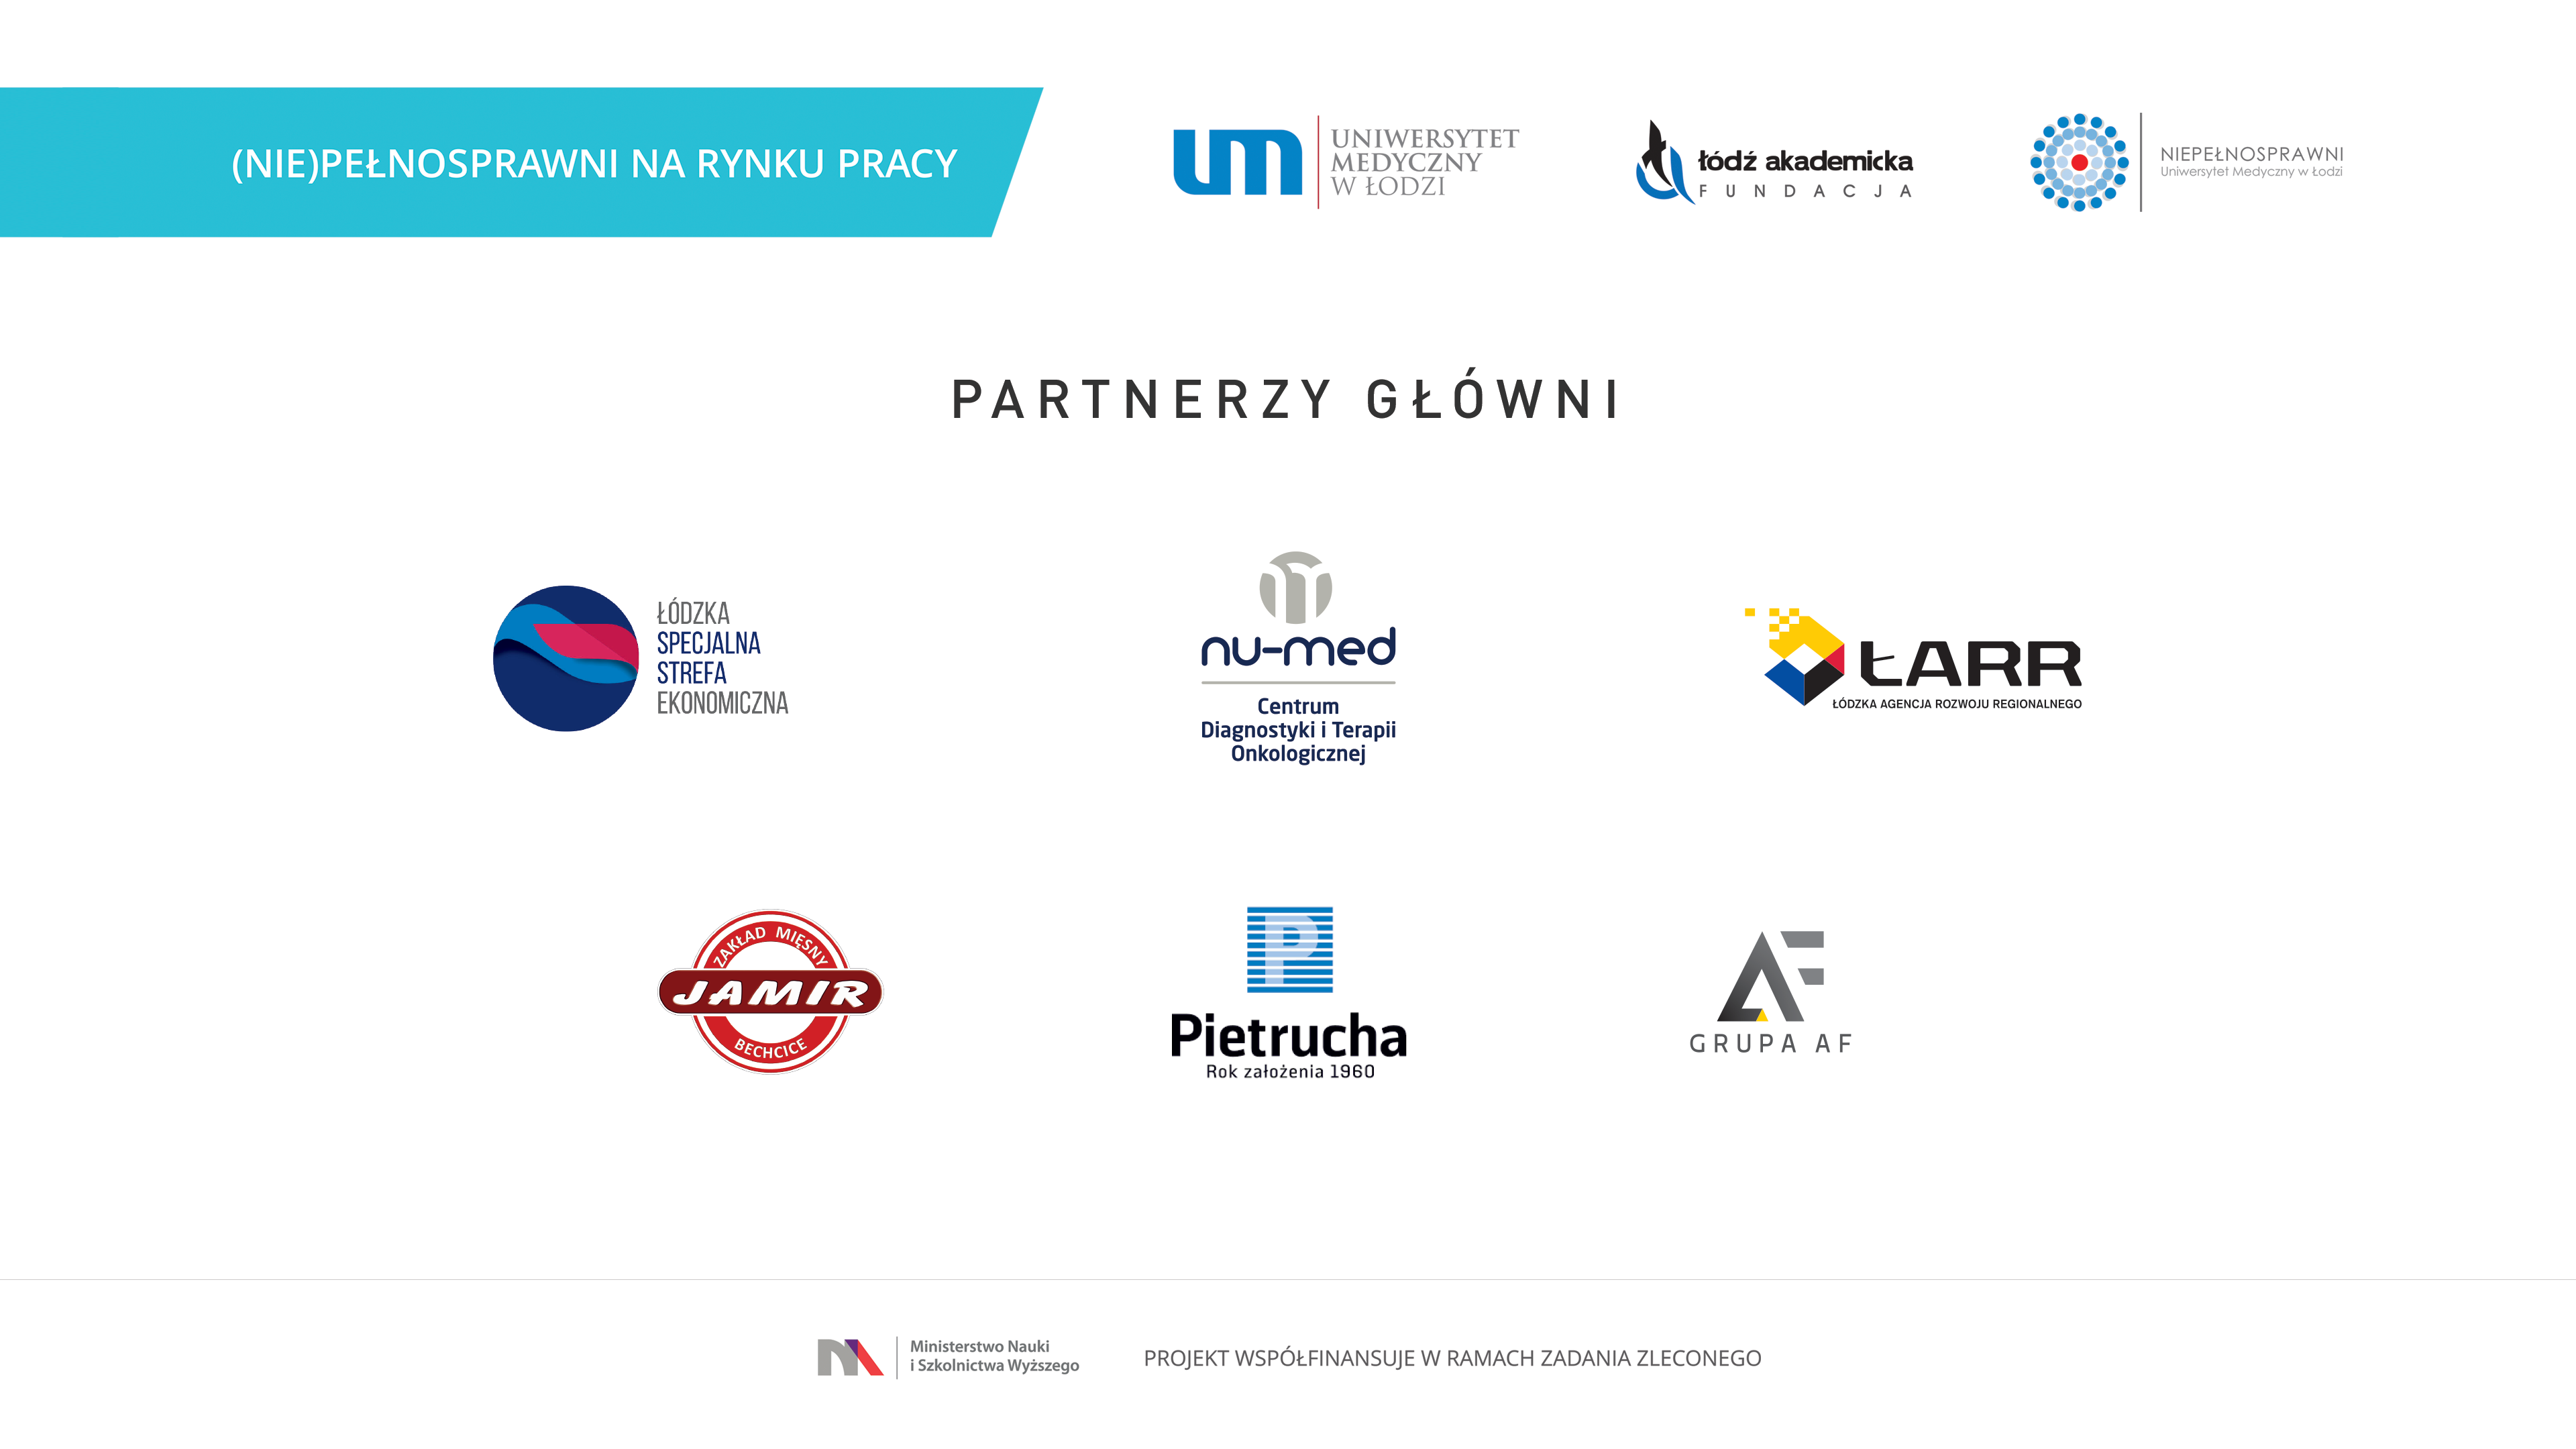 (NIE)PEŁNOSPRAWNI NA RYNKU PRACY
UNIWERSYTET
MEDYCZNY
W ŁODZI
łódź akademicka
FUNDACJA
NIEPEŁNOSPRAWNI
Uniwersytet Medyczny w Łodzi
PARTNERZY GŁÓWNI
ŁÓDZKA
SPECJALNA
STREFA
EKONOMICZNA
nu-med
Centrum
Diagnostyki i Terapii
Onkologicznej
ŁARR
ŁÓDZKA AGENCJA ROZWOJU REGIONALNEGO
ZAKŁAD MIĘSNY
JAMIR
BECHCICE
P
Pietrucha
Rok założenia 1960
AF
GRUPA AF
Ministerstwo Nauki
i Szkolnictwa Wyższego
PROJEKT WSPÓŁFINANSUJE W RAMACH ZADANIA ZLECONEGO